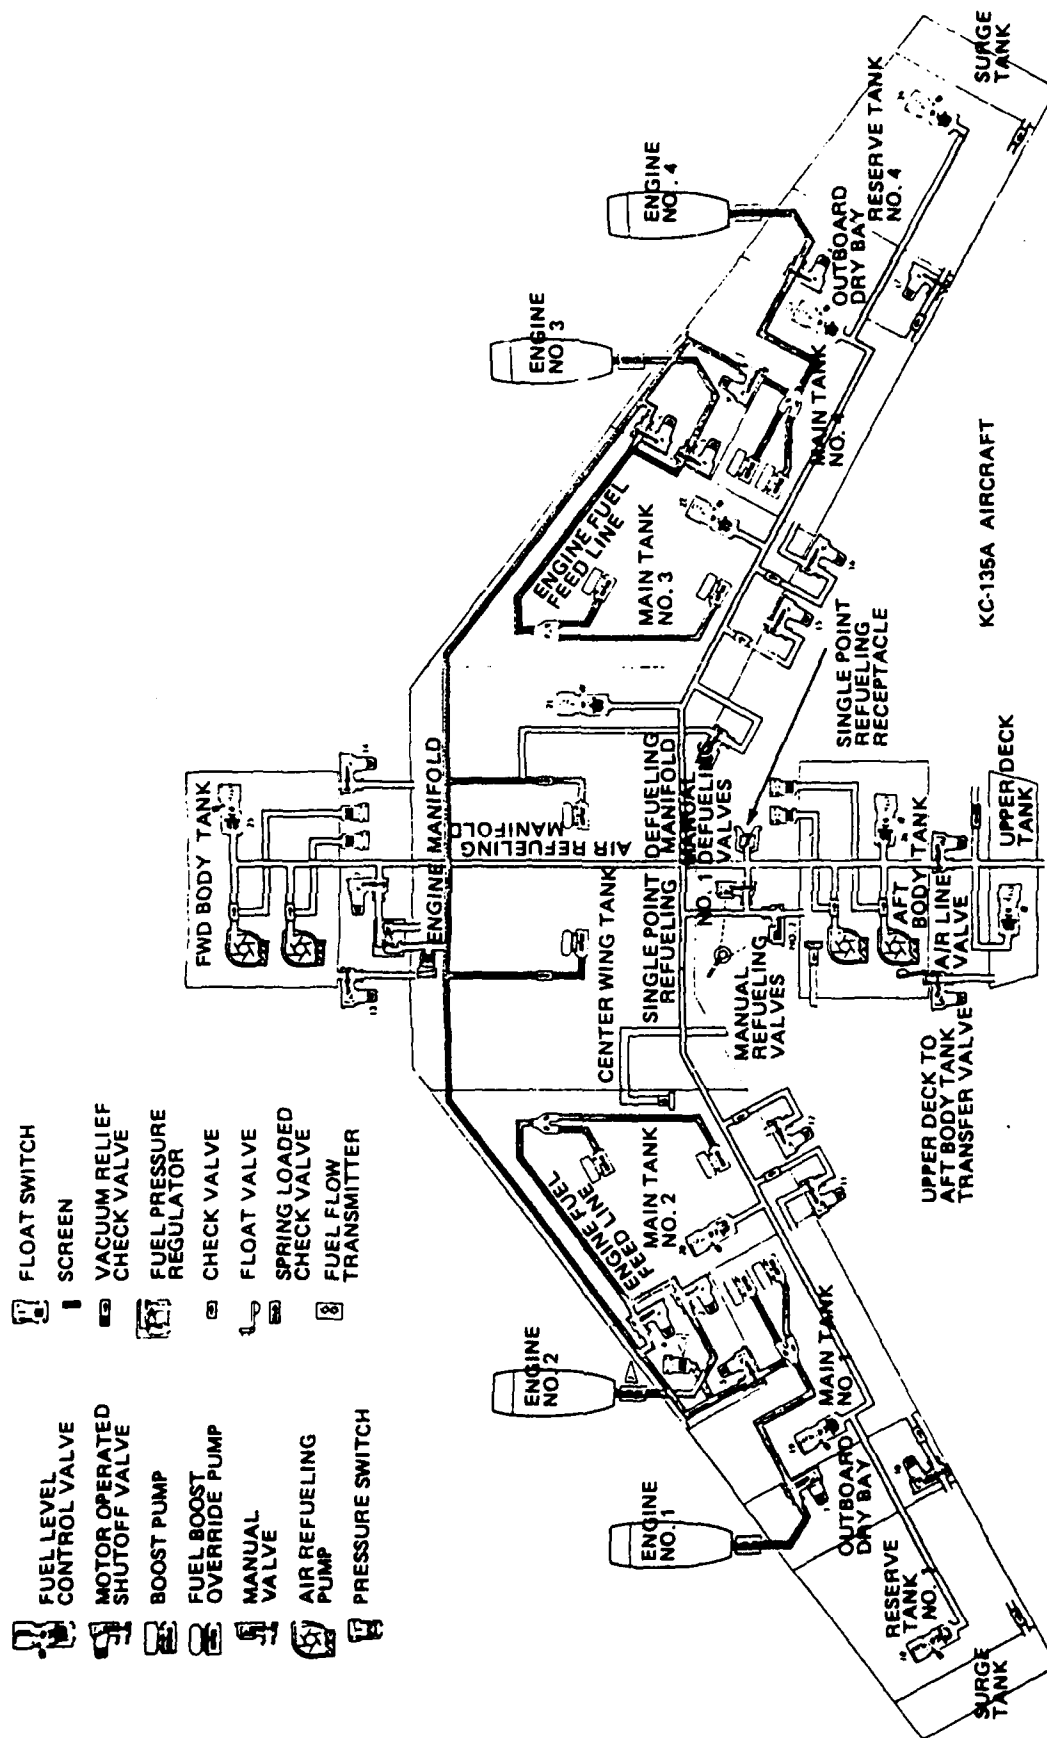 FUEL LEVEL
CONTROL VALVE
MOTOR OPERATED
SHUTOFF VALVE
BOOST PUMP
FUEL BOOST
OVERRIDE PUMP
MANUAL
VALVE
AIR REFUELING
PUMP
PRESSURE SWITCH
FLOAT SWITCH
SCREEN
VACUUM RELIEF
CHECK VALVE
FUEL PRESSURE
REGULATOR
CHECK VALVE
FLOAT VALVE
SPRING LOADED
CHECK VALVE
FUEL FLOW
TRANSMITTER
FWD BODY TANK
ENGINE MANIFOLD
AIR REFUELING
MANIFOLD
CENTER WING TANK
ENGINE
NO. 1
ENGINE
NO. 2
ENGINE
NO. 3
ENGINE
NO. 4
ENGINE FUEL
FEED LINE
ENGINE FUEL
FEED LINE
MAIN TANK
NO. 2
MAIN TANK
NO. 3
SINGLE POINT DEFUELING
REFUELING MANIFOLD
MANUAL
NO. 1 DEFUELING
VALVES
MANUAL
REFUELING
VALVES
MAIN TANK
NO.
MAIN TANK
NO. 4
OUTBOARD
DRY BAY
OUTBOARD
DRY BAY
RESERVE
TANK
NO.
RESERVE TANK
NO. 4
SURGE
TANK
SURGE
TANK
SINGLE POINT
REFUELING
RECEPTACLE
AFT
BODY TANK
AIR LINE
VALVE
UPPER DECK
TANK
UPPER DECK TO
AFT BODY TANK
TRANSFER VALVE
KC-135A AIRCRAFT